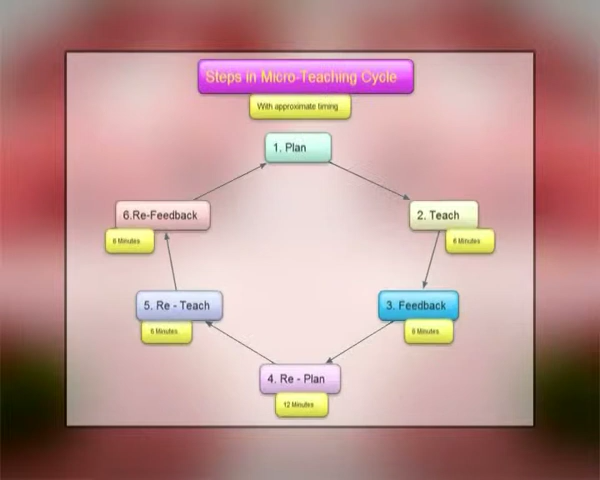 Steps in Micro-Teaching Cycle
With approximate timing
1. Plan
2. Teach
6 Minutes
3. Feedback
6 Minutes
4. Re - Plan
12 Minutes
5. Re - Teach
6 Minutes
6.Re-Feedback
6 Minutes